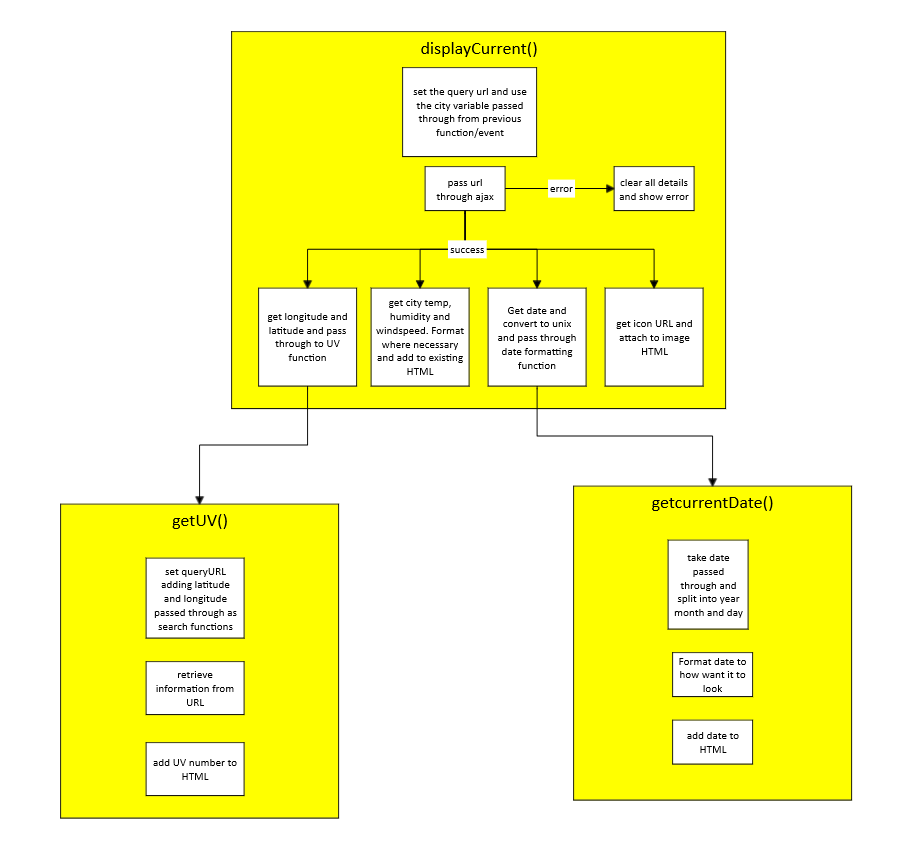 displayCurrent()
set the query url and use
the city variable passed
through from previous
function/event
pass url
through ajax
error
clear all details
and show error
success
get longitude and
latitude and pass
through to UV
function
get city temp,
humidity and
windspeed. Format
where necessary
and add to existing
HTML
Get date and
convert to unix
and pass through
date formatting
function
get icon URL and
attach to image
HTML
getUV()
set queryURL
adding latitude
and longitude
passed through as
search functions
retrieve
information from
URL
add UV number to
HTML
getcurrentDate()
take date
passed
through and
split into year
month and day
Format date to
how want it to
look
add date to
HTML